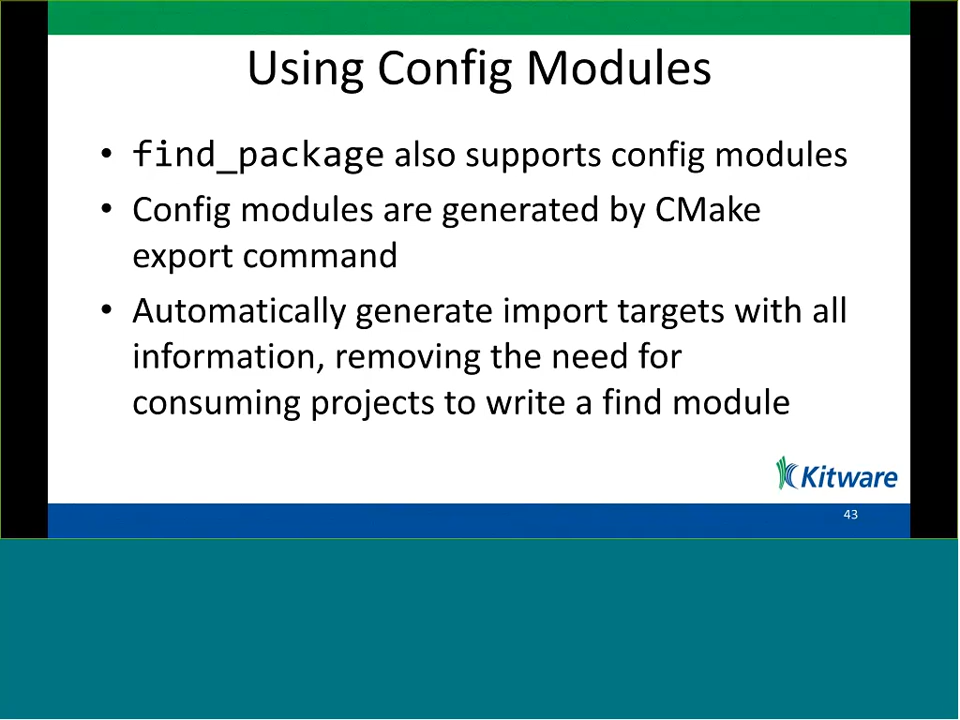 Using Config Modules
• find_package also supports config modules
• Config modules are generated by CMake
export command
• Automatically generate import targets with all
information, removing the need for
consuming projects to write a find module
Kitware
43